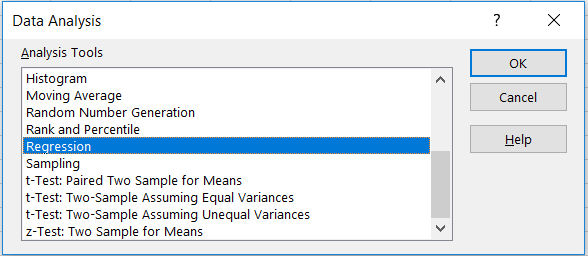 Data Analysis
?
Analysis Tools
Histogram
Moving Average
Random Number Generation
Rank and Percentile
Regression
Sampling
t-Test: Paired Two Sample for Means
t-Test: Two-Sample Assuming Equal Variances
t-Test: Two-Sample Assuming Unequal Variances
z-Test: Two Sample for Means
OK
Cancel
Help